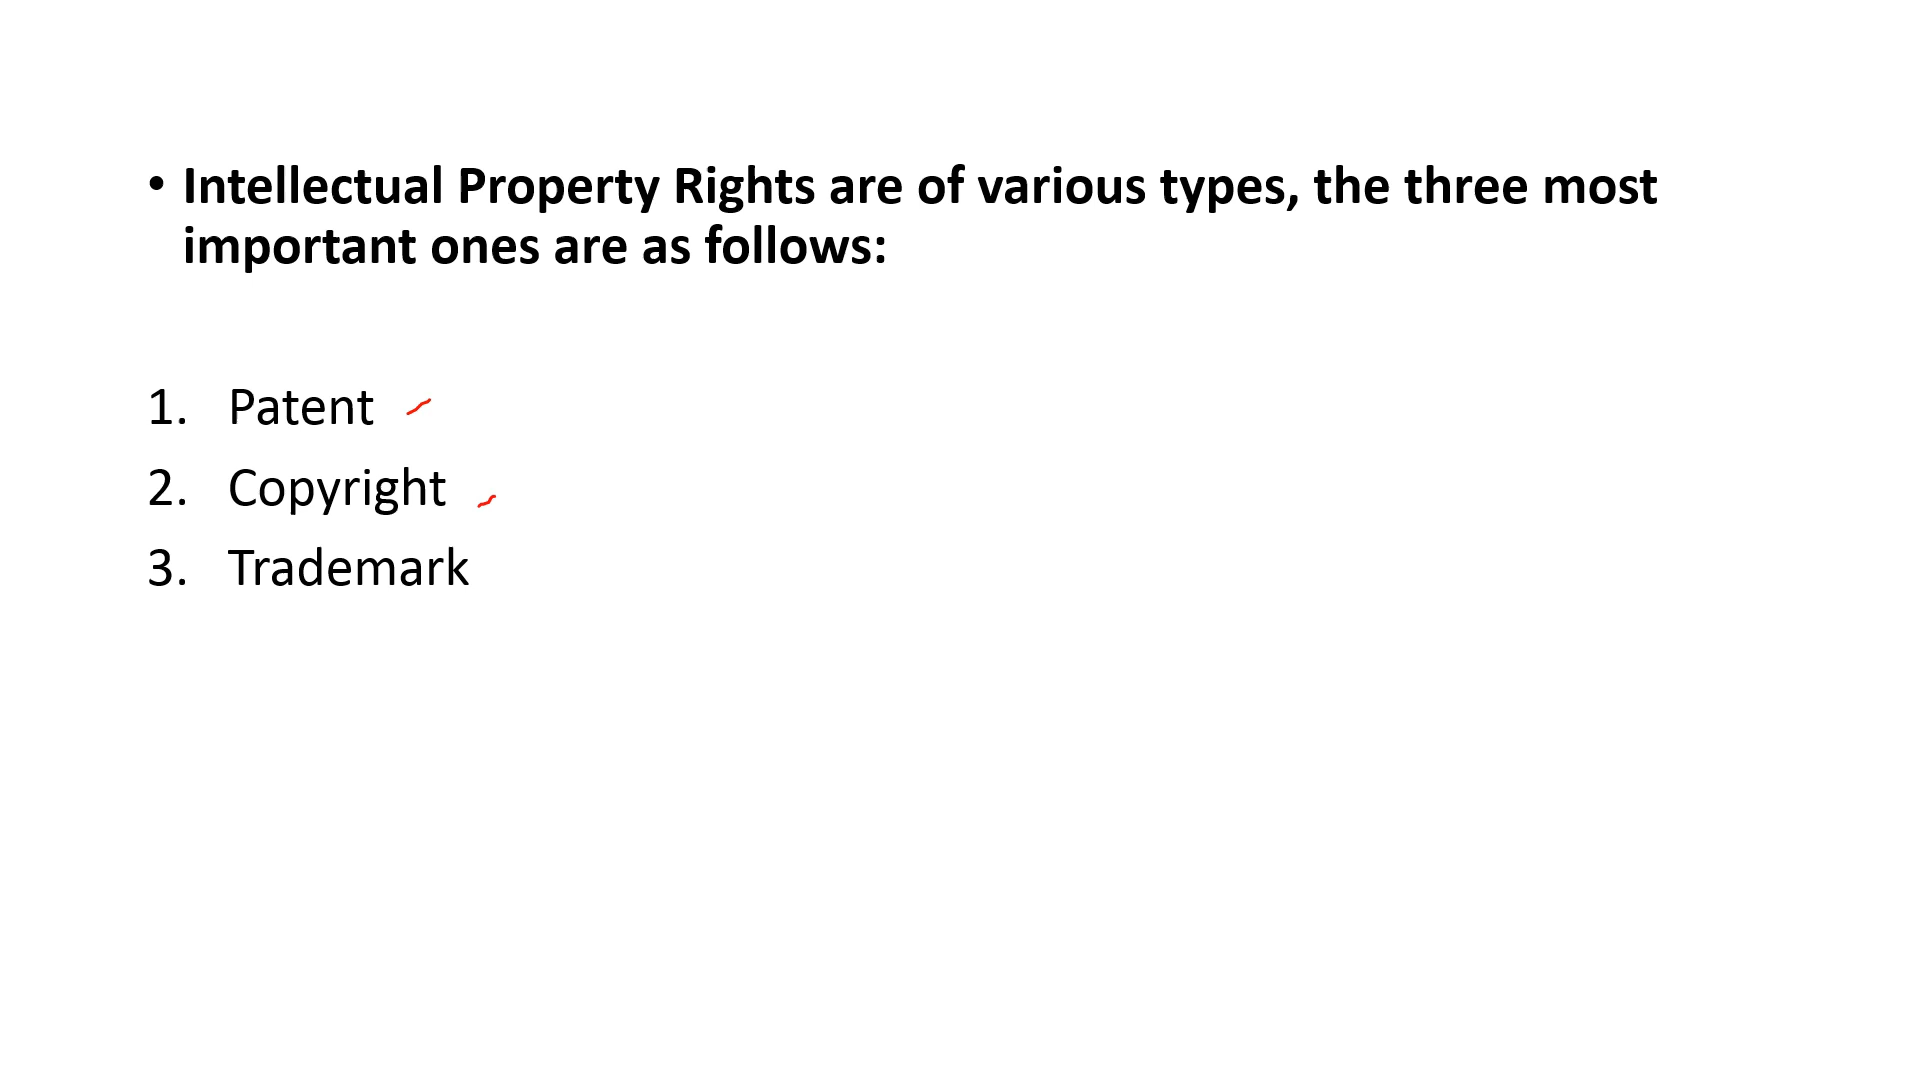 • Intellectual Property Rights are of various types, the three most
important ones are as follows:
1. Patent
2. Copyright
3. Trademark